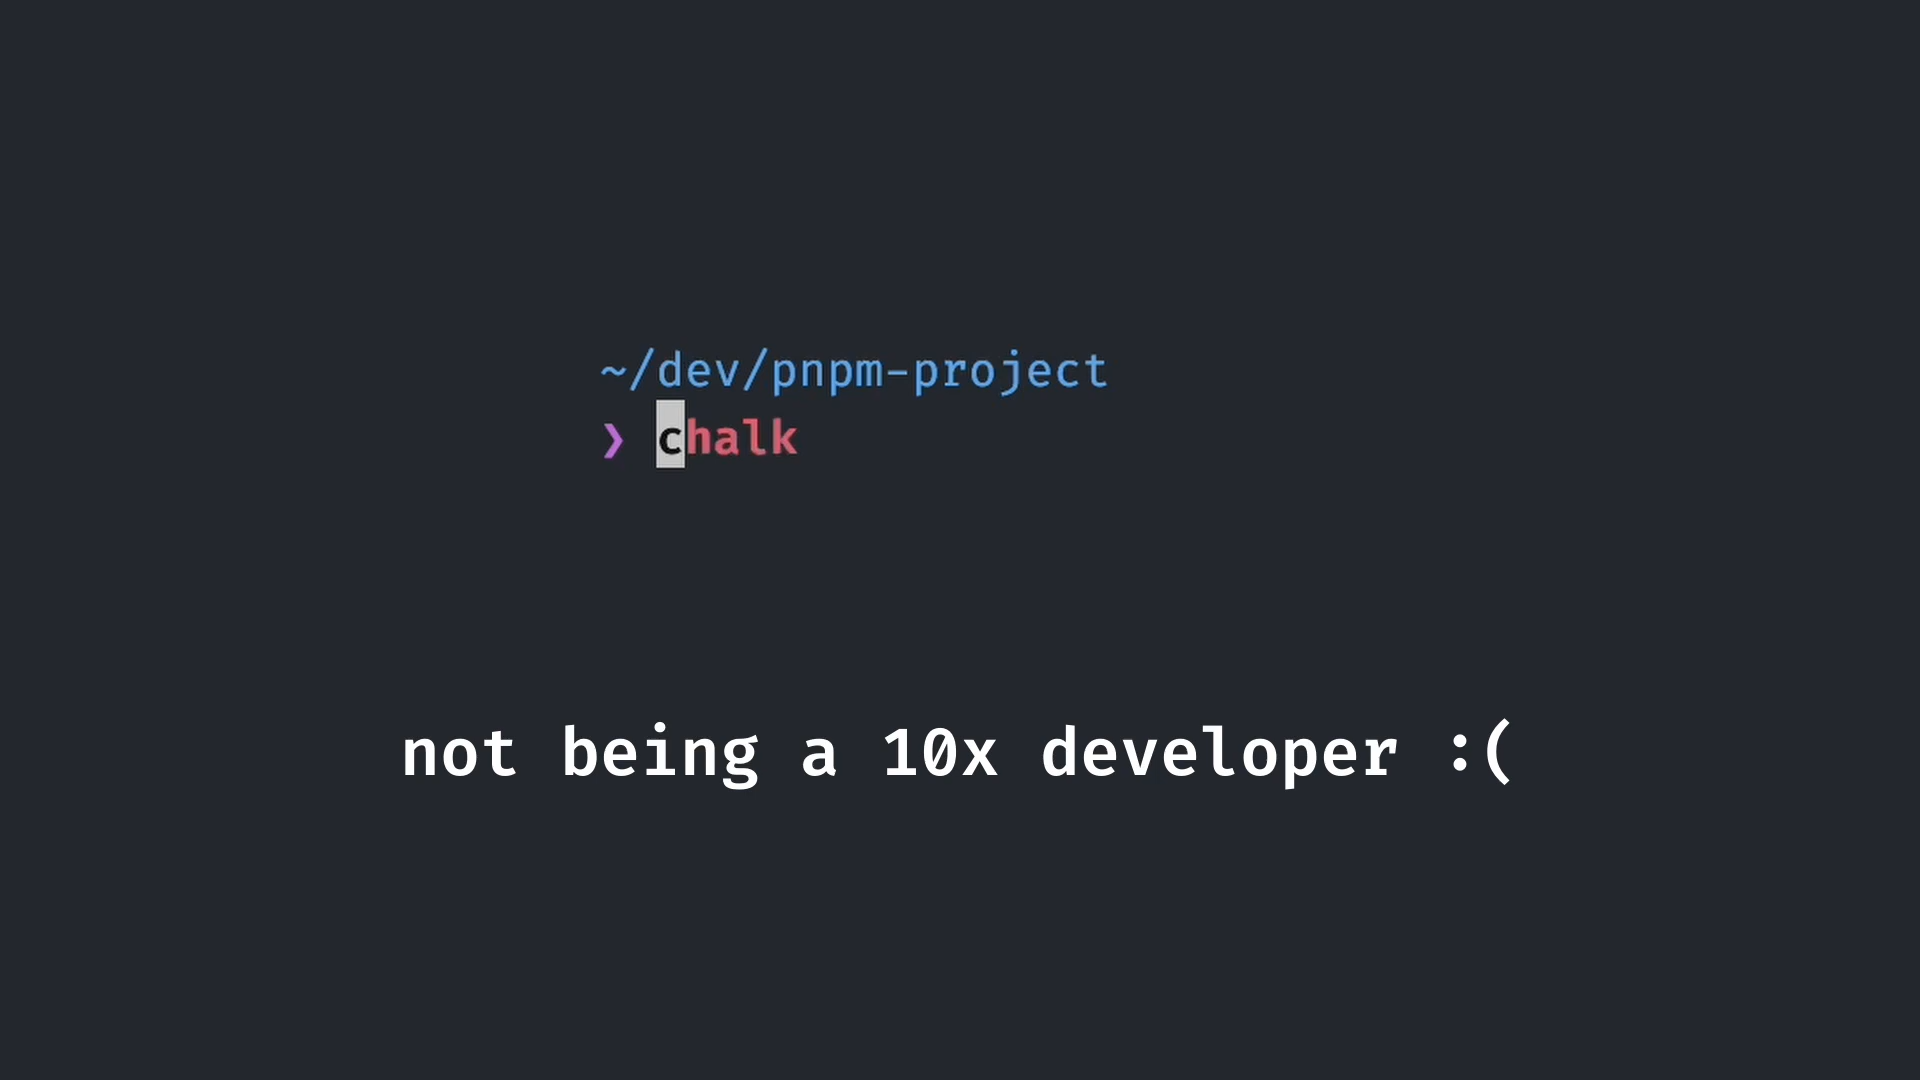 ~/dev/pnpm-project
❯ chalk
not being a 10x developer :(